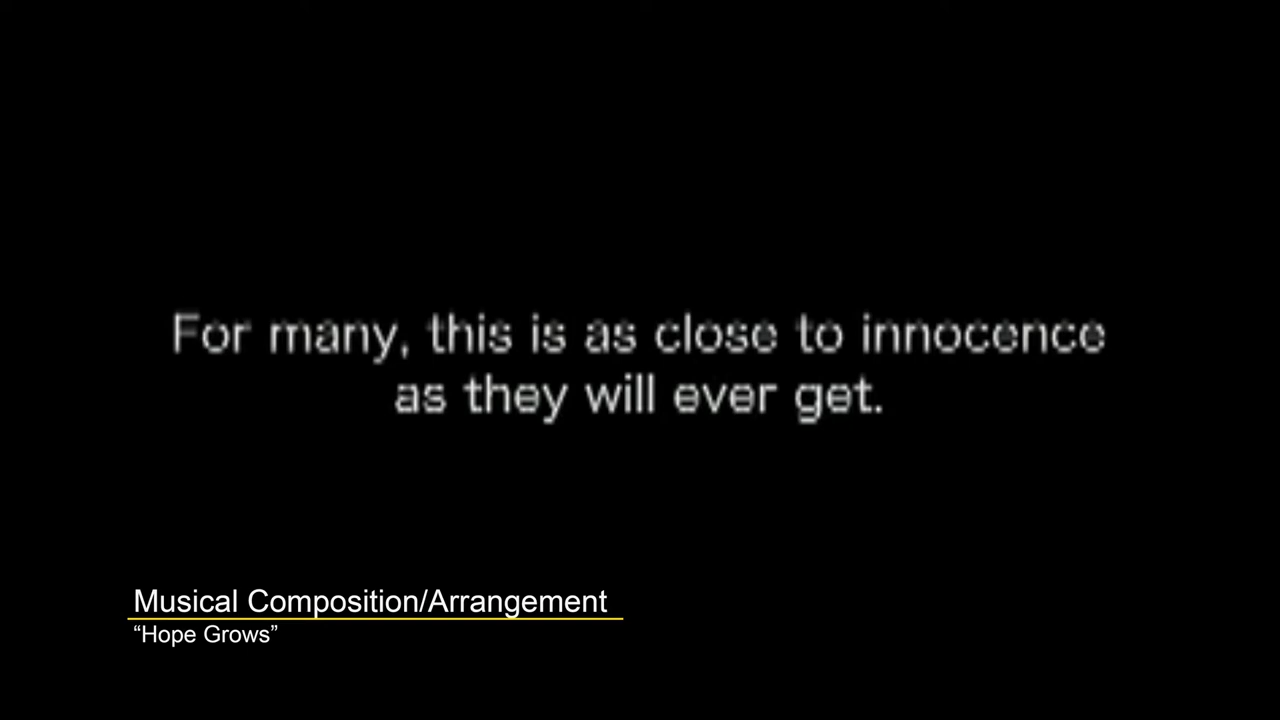 For many, this is as close to innocence
as they will ever get.
Musical Composition/Arrangement
“Hope Grows”